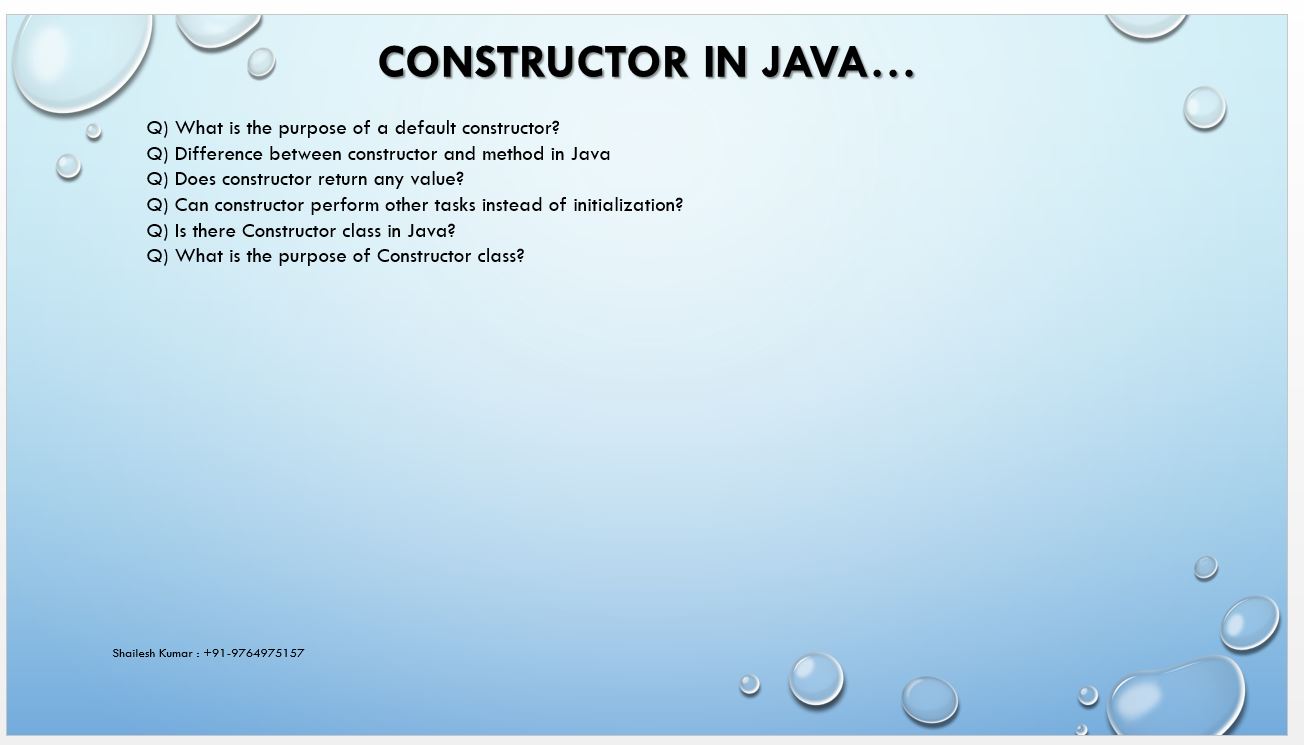 CONSTRUCTOR IN JAVA...
Q) What is the purpose of a default constructor?
Q) Difference between constructor and method in Java
Q) Does constructor return any value?
Q) Can constructor perform other tasks instead of initialization?
Q) Is there Constructor class in Java?
Q) What is the purpose of Constructor class?
Shailesh Kumar : +91-9764975157